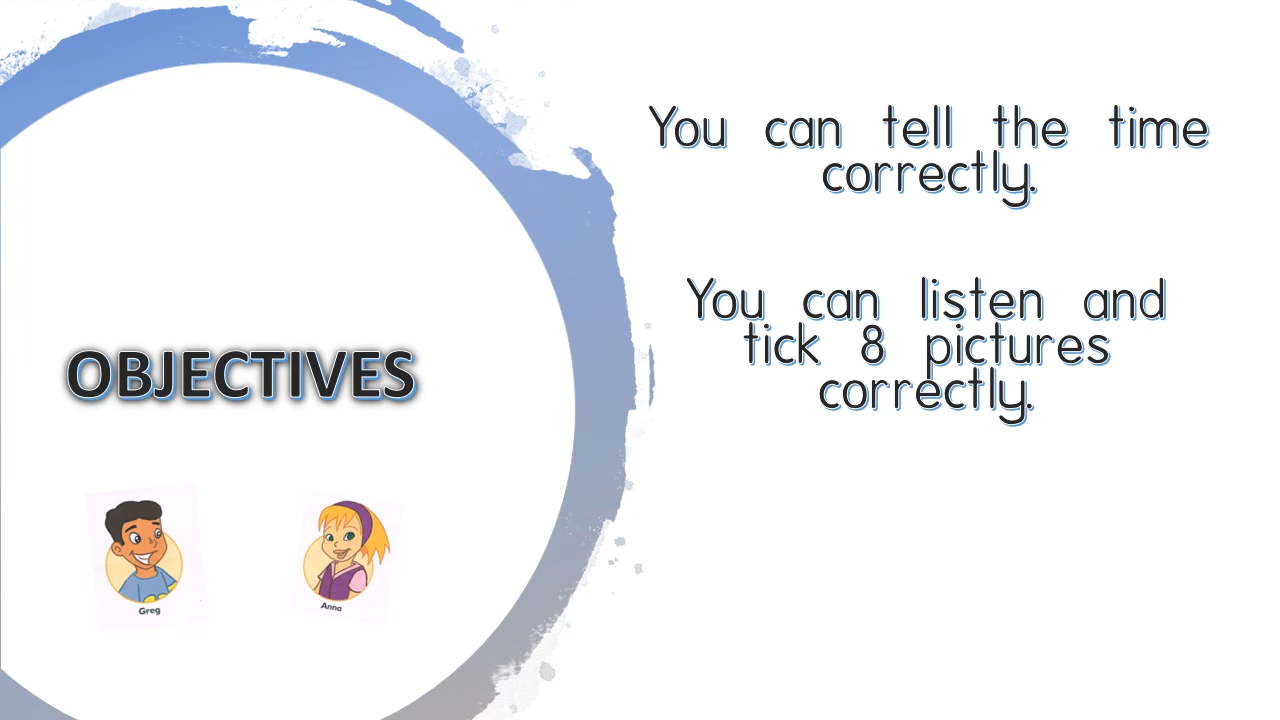 OBJECTIVES
Greg
Anna
You can tell the time
correctly.
You can listen and
tick 8 pictures
correctly.